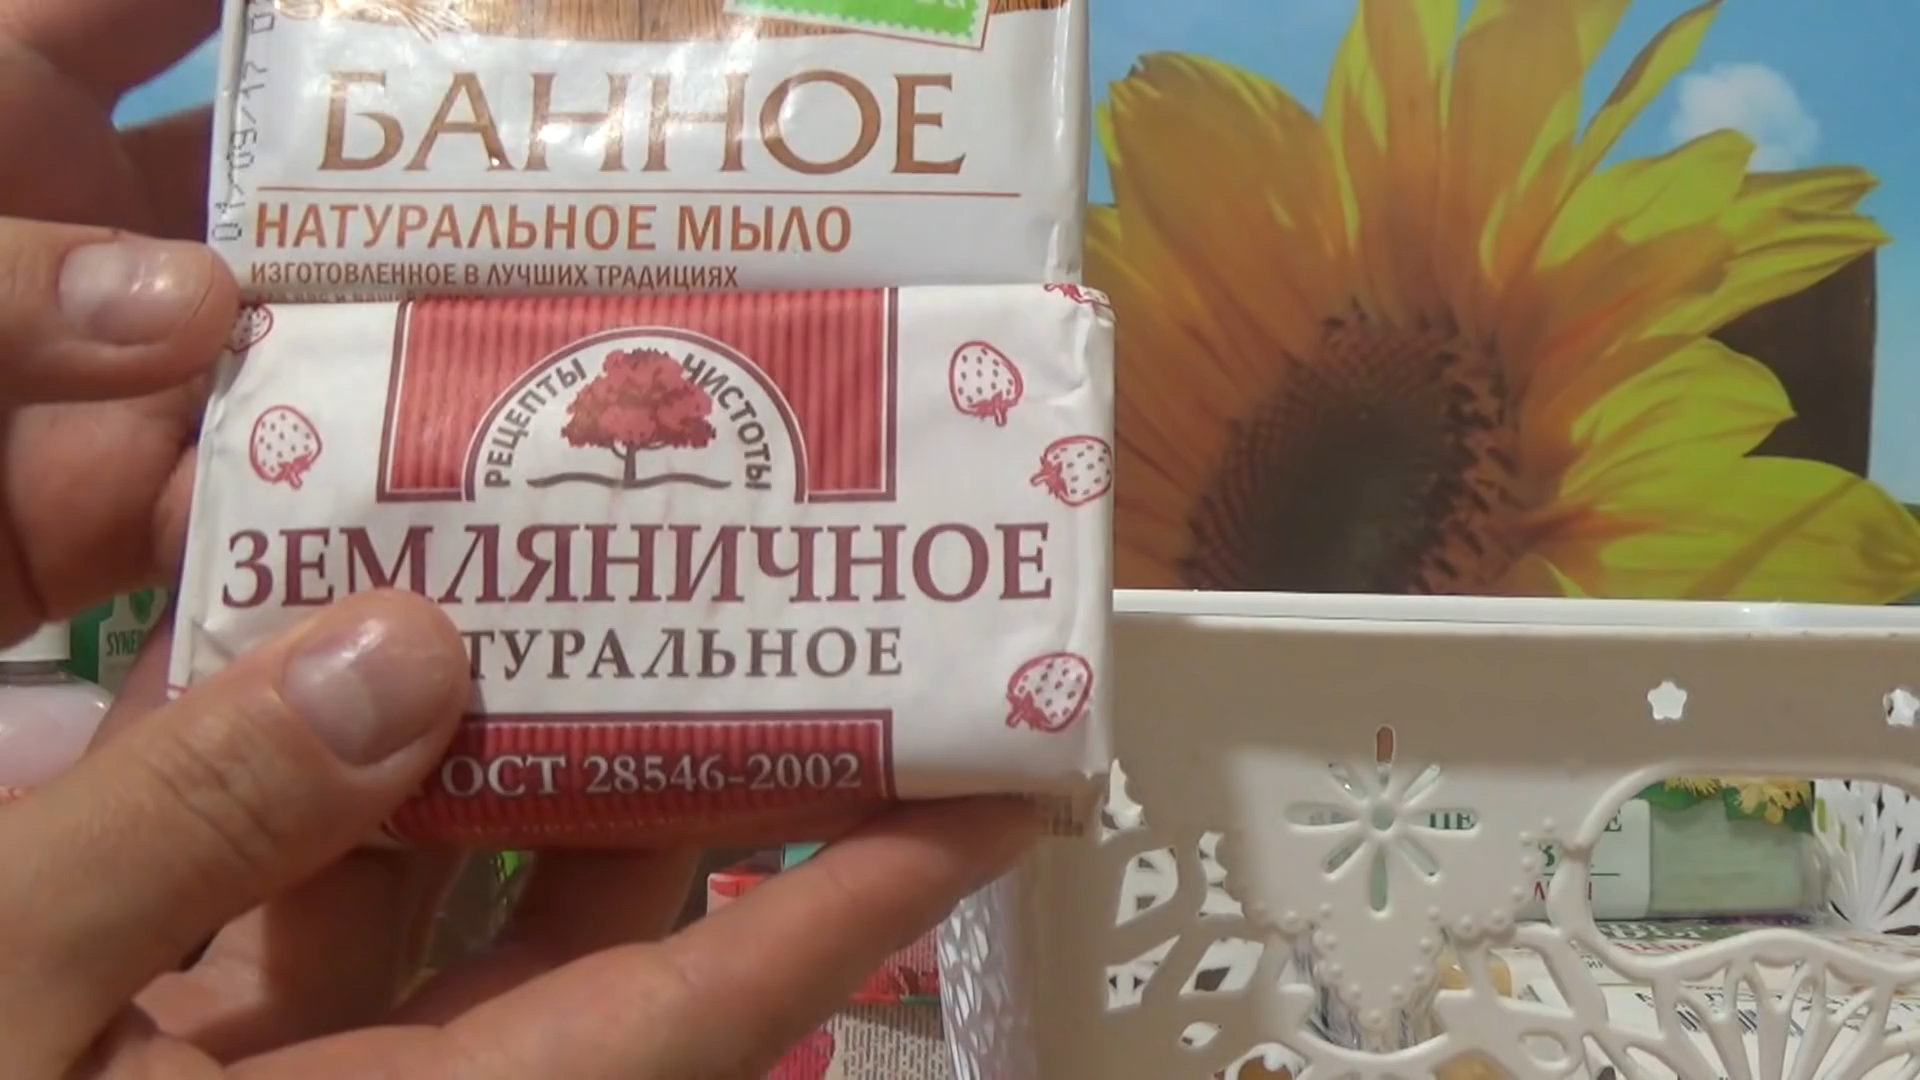 БАННОЕ
НАТУРАЛЬНОЕ МЫЛО
ИЗГОТОВЛЕННОЕ В ЛУЧШИХ ТРАДИЦИЯХ
РЕЦЕПТЫ ЧИСТОТЫ
ЗЕМЛЯНИЧНОЕ
ТУРАЛЬНОЕ
ОСТ 28546-2002